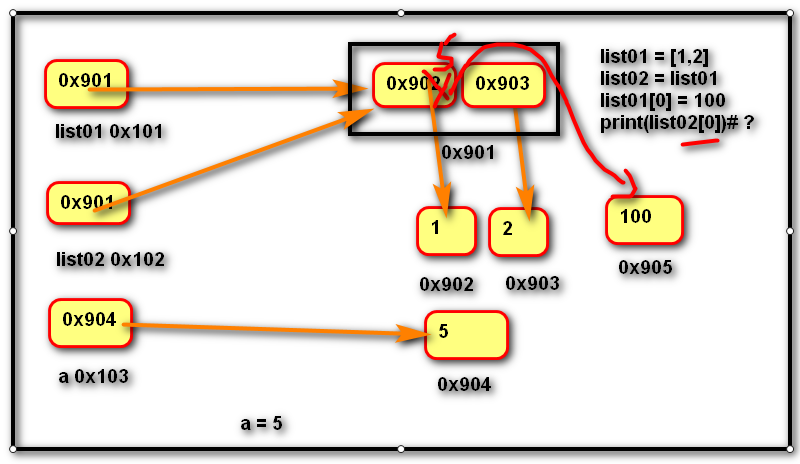 0x901
list01 0x101
0x901
list02 0x102
0x904
a 0x103
a = 5
0x902
0x903
0x901
1
0x902
2
0x903
5
0x904
list01 = [1,2]
list02 = list01
list01[0] = 100
print(list02[0])# ?
100
0x905